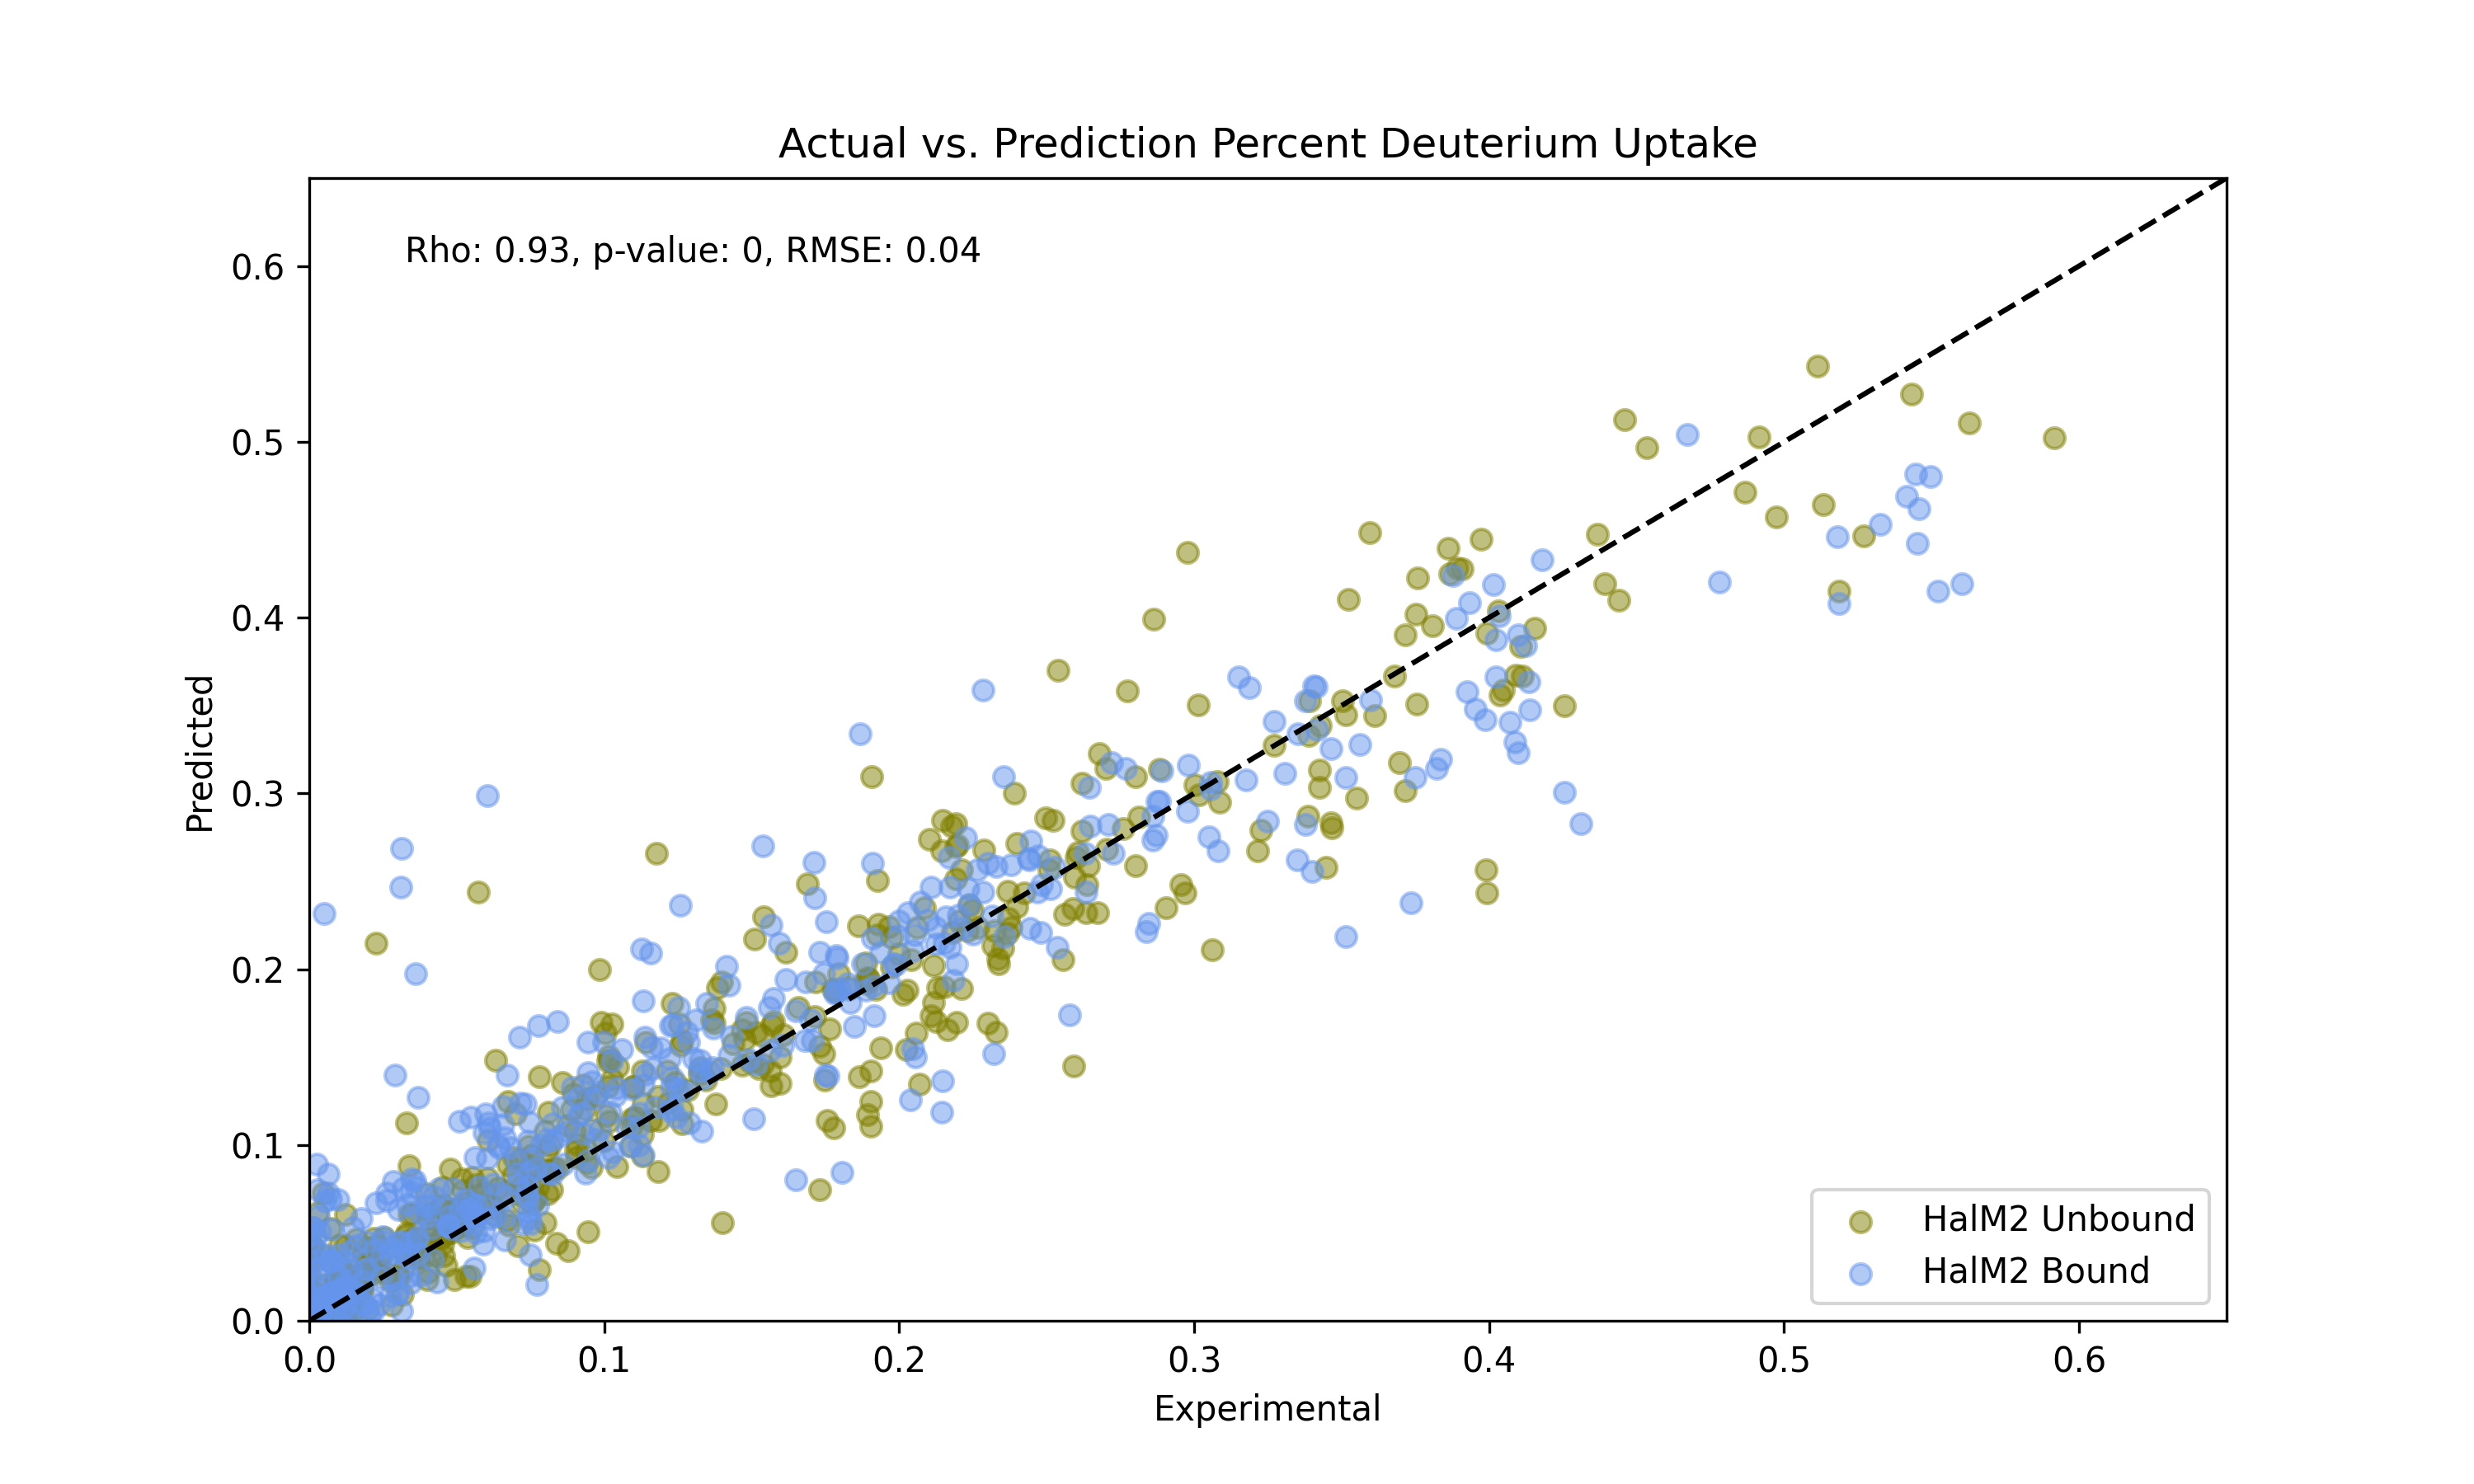 Actual vs. Prediction Percent Deuterium Uptake
Rho: 0.93, p-value: 0, RMSE: 0.04
Predicted
0.6
0.5
0.4
0.3
0.2
0.1
0.0
HalM2 Unbound
HalM2 Bound
0.0 0.1 0.2 0.3 0.4 0.5 0.6
Experimental